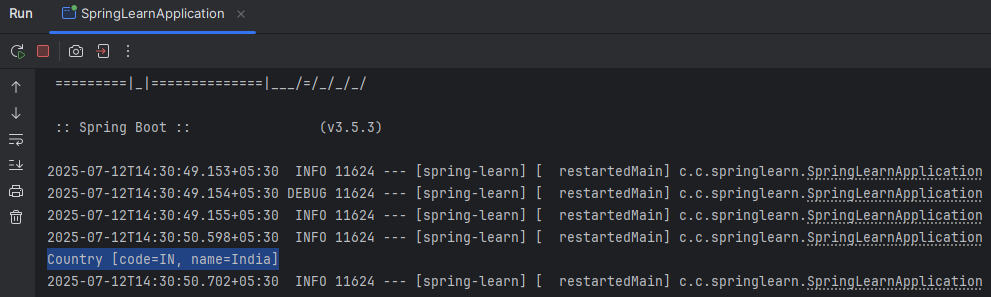 Run SpringLearnApplication
=========|_|==============|___/=/_/_/_/
:: Spring Boot ::                (v3.5.3)
2025-07-12T14:30:49.153+05:30  INFO 11624 --- [spring-learn] [  restartedMain] c.c.springlearn.SpringLearnApplication
2025-07-12T14:30:49.154+05:30 DEBUG 11624 --- [spring-learn] [  restartedMain] c.c.springlearn.SpringLearnApplication
2025-07-12T14:30:49.155+05:30  INFO 11624 --- [spring-learn] [  restartedMain] c.c.springlearn.SpringLearnApplication
2025-07-12T14:30:50.598+05:30  INFO 11624 --- [spring-learn] [  restartedMain] c.c.springlearn.SpringLearnApplication
Country [code=IN, name=India]
2025-07-12T14:30:50.702+05:30  INFO 11624 --- [spring-learn] [  restartedMain] c.c.springlearn.SpringLearnApplication